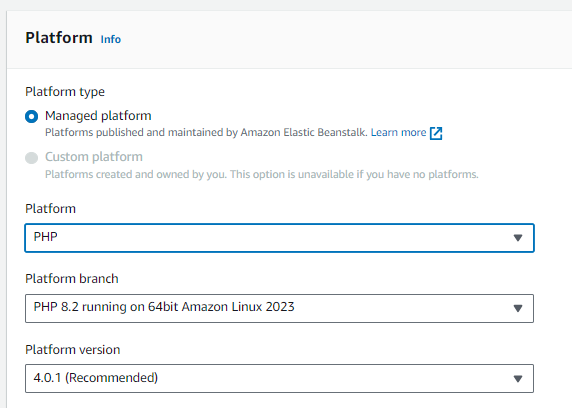 Platform Info
Platform type
Managed platform
Platforms published and maintained by Amazon Elastic Beanstalk. Learn more
Custom platform
Platforms created and owned by you. This option is unavailable if you have no platforms.
Platform
PHP
Platform branch
PHP 8.2 running on 64bit Amazon Linux 2023
Platform version
4.0.1 (Recommended)